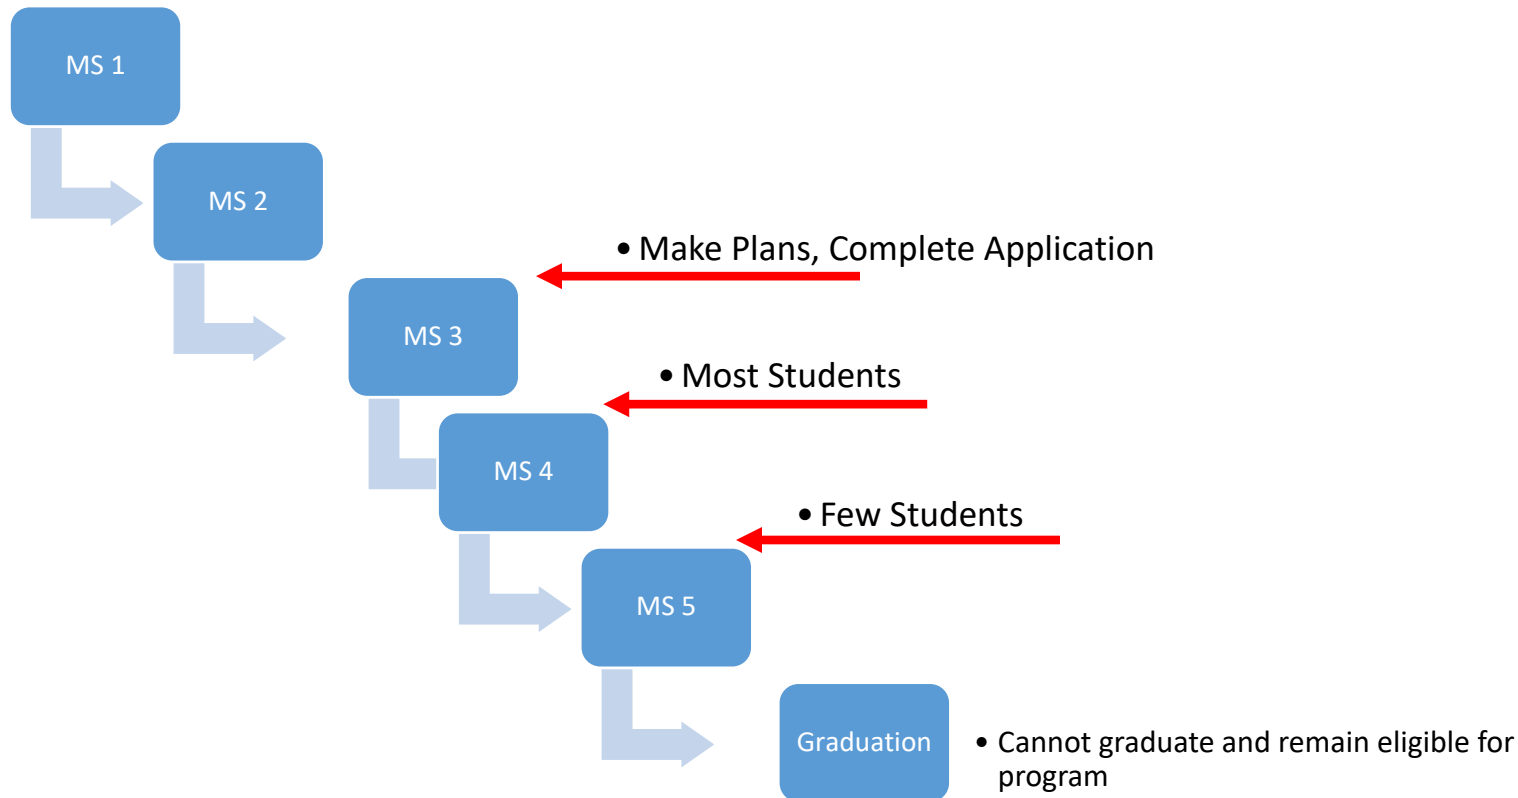 MS 1
MS 2
• Make Plans, Complete Application
MS 3
• Most Students
MS 4
• Few Students
MS 5
Graduation
• Cannot graduate and remain eligible for
program